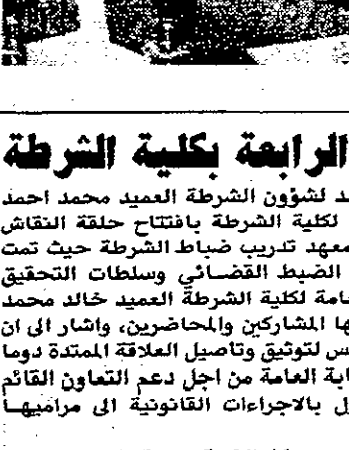 الرابعة بكلية الشرطة
د لشؤون الشرطة العميد محمد احمد
لكلية الشرطة بافتتاح حلقة النقاش
معهد تدريب ضباط الشرطة حيث تمت
الضبط القضائي وسلطات التحقيق
عامة لكلية الشرطة العميد خالد محمد
ها المشاركين والمحاضرين، واشار الى ان
س لتوثيق وتاصيل العلاقة الممتدة دوما
ابة العامة من اجل دعم التعاون القائم
ل بالاجراءات القانونية الى مراميها